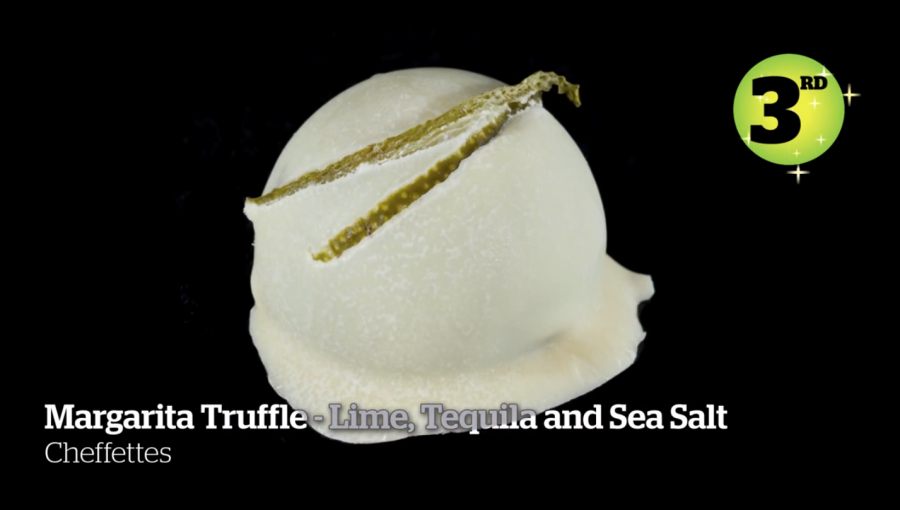 3RD
Margarita Truffle - Lime, Tequila and Sea Salt
Cheffettes